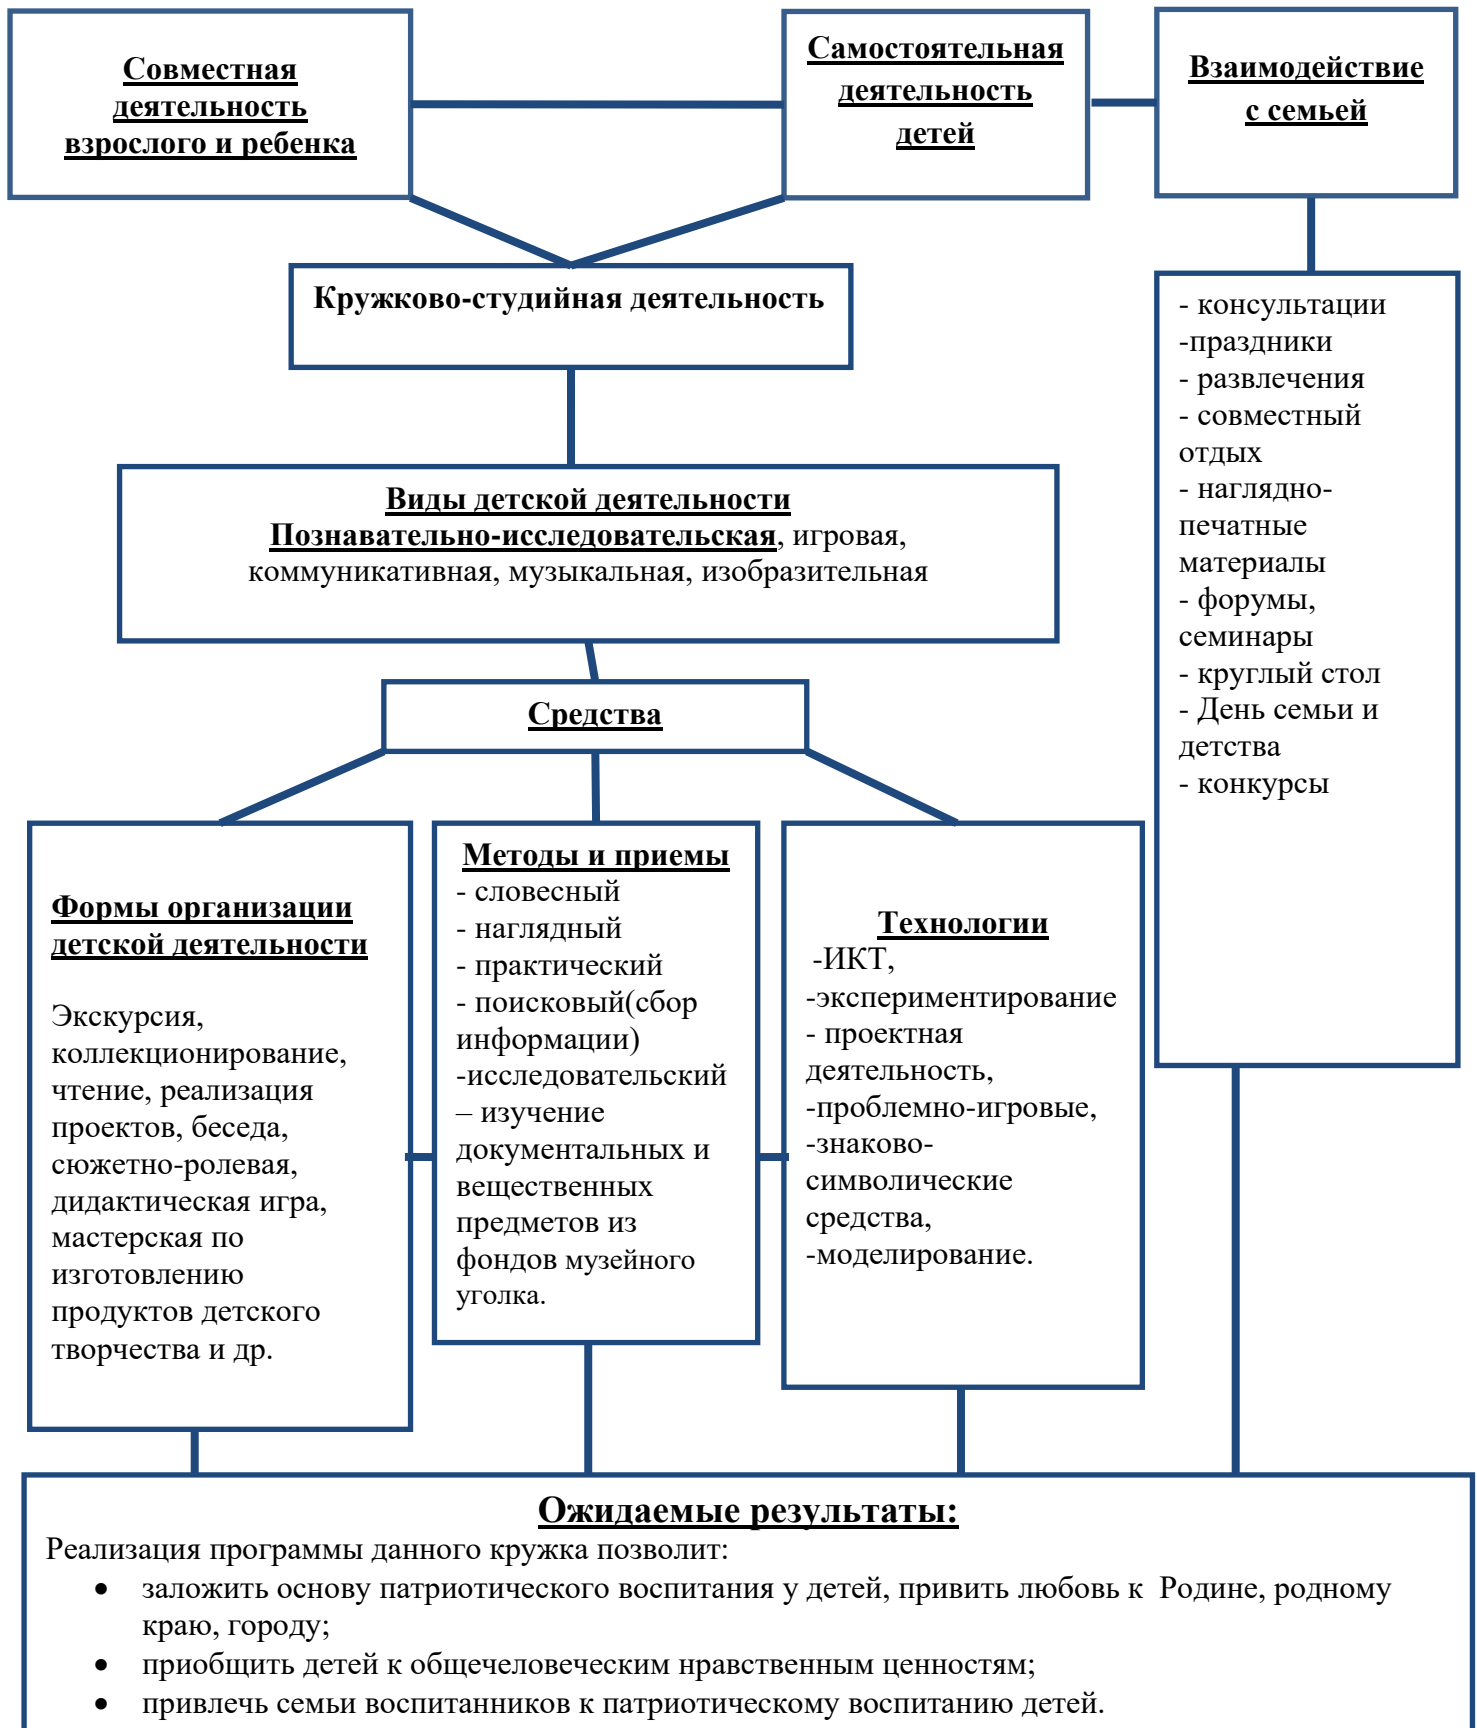 Совместная
деятельность
взрослого и ребенка
Самостоятельная
деятельность
детей
Взаимодействие
с семьей
Кружково-студийная деятельность
- консультации
-праздники
- развлечения
- совместный
отдых
- наглядно-
печатные
материалы
- форумы,
семинары
- круглый стол
- День семьи и
детства
- конкурсы
Виды детской деятельности
Познавательно-исследовательская, игровая,
коммуникативная, музыкальная, изобразительная
Средства
Формы организации
детской деятельности
Экскурсия,
коллекционирование,
чтение, реализация
проектов, беседа,
сюжетно-ролевая,
дидактическая игра,
мастерская по
изготовлению
продуктов детского
творчества и др.
Методы и приемы
- словесный
- наглядный
- практический
- поисковый(сбор
информации)
-исследовательский
– изучение
документальных и
вещественных
предметов из
фондов музейного
уголка.
Технологии
-ИКТ,
-экспериментирование
- проектная
деятельность,
-проблемно-игровые,
-знаково-
символические
средства,
-моделирование.
Ожидаемые результаты:
Реализация программы данного кружка позволит:
• заложить основу патриотического воспитания у детей, привить любовь к Родине, родному
краю, городу;
• приобщить детей к общечеловеческим нравственным ценностям;
• привлечь семьи воспитанников к патриотическому воспитанию детей.